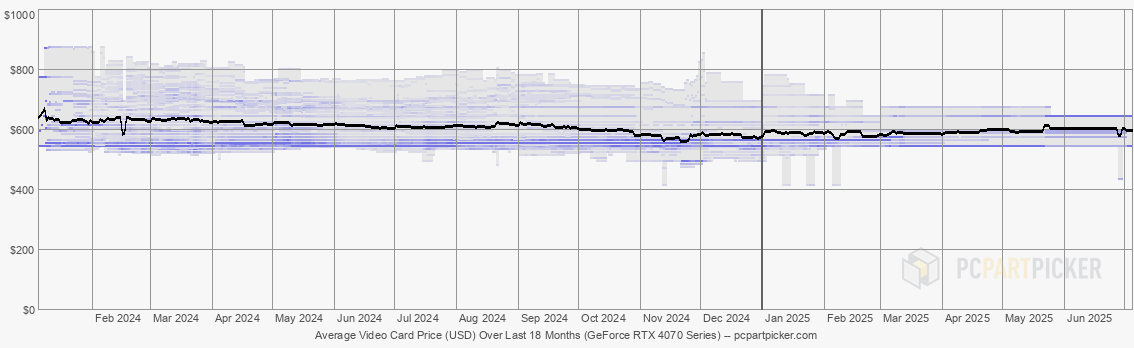 $1000
$800
$600
$400
$200
$0
PCPARTPICKER
Feb 2024 Mar 2024 Apr 2024 May 2024 Jun 2024 Jul 2024 Aug 2024 Sep 2024 Oct 2024 Nov 2024 Dec 2024 Jan 2025 Feb 2025 Mar 2025 Apr 2025 May 2025 Jun 2025
Average Video Card Price (USD) Over Last 18 Months (GeForce RTX 4070 Series) -- pcpartpicker.com